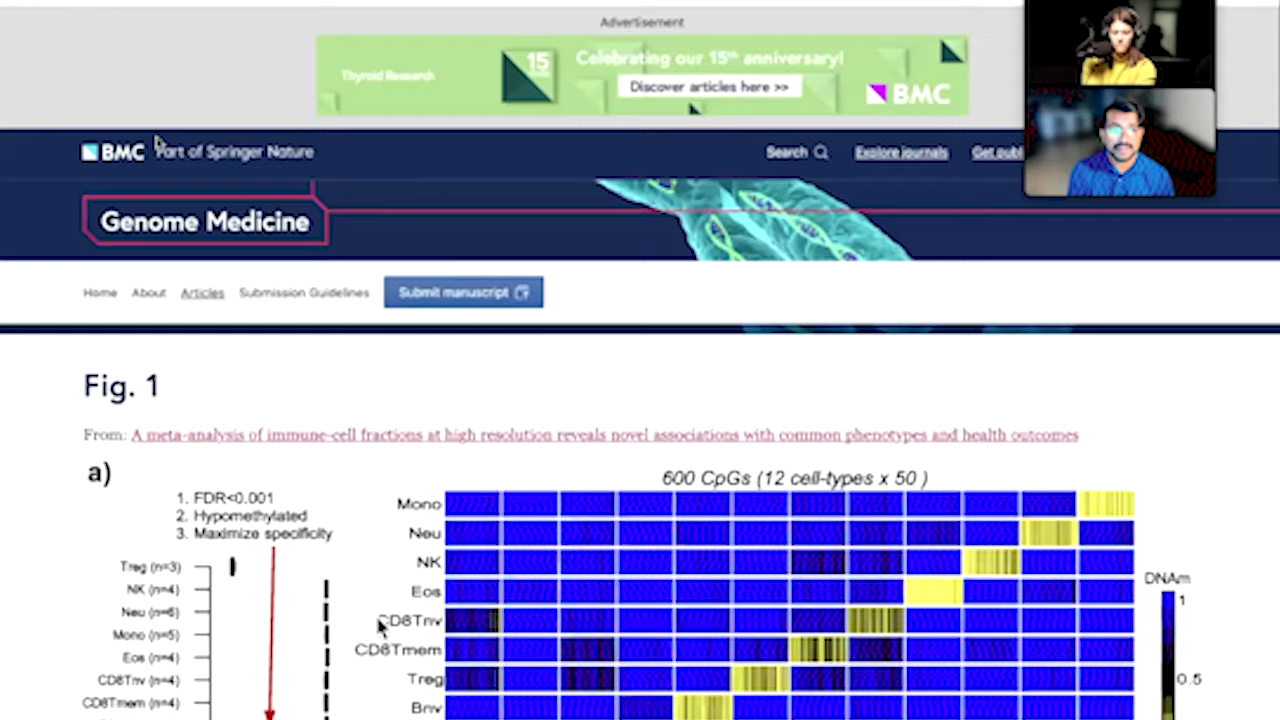 Advertisement
Thyroid Research
15
Celebrating our 15th anniversary!
Discover articles here >>
BMC
BMC Part of Springer Nature
Search
Explore journals
Get
Genome Medicine
Home About Articles Submission Guidelines Submit manuscript
Fig. 1
From: A meta-analysis of immune-cell fractions at high resolution reveals novel associations with common phenotypes and health outcomes
a)
600 CpGs (12 cell-types x 50 )
1. FDR<0.001
2. Hypomethylated
3. Maximize specificity
Treg (n=3)
NK (n=4)
Neu (n=6)
Mono (n=5)
Eos (n=4)
CD8Tnv (n=4)
CD8Tmem (n=4)
Mono
Neu
NK
Eos
CD8Tnv
CD8Tmem
Treg
Bnv
DNAm
1
0.5